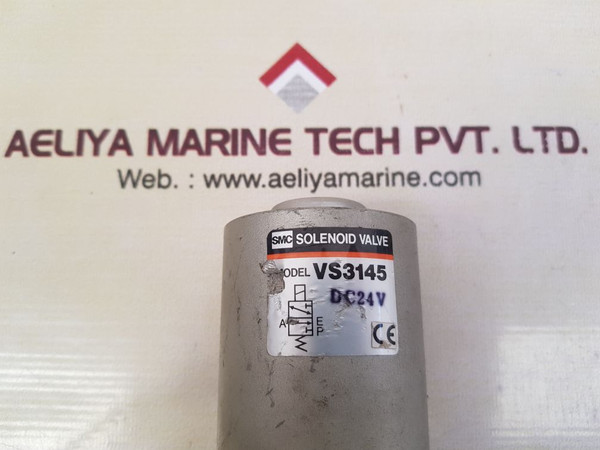 AELIYA MARINE TECH PVT. LTD.
Web. : www.aeliyamarine.com
SMC SOLENOID VALVE
MODEL VS3145
DC24V
A E
P
CE